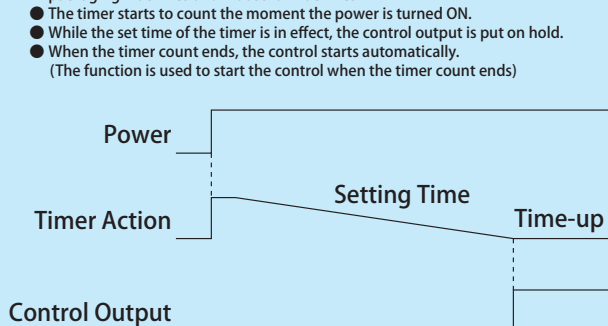 ● The timer starts to count the moment the power is turned ON.
● While the set time of the timer is in effect, the control output is put on hold.
● When the timer count ends, the control starts automatically.
(The function is used to start the control when the timer count ends)
Power
Setting Time
Timer Action
Time-up
Control Output